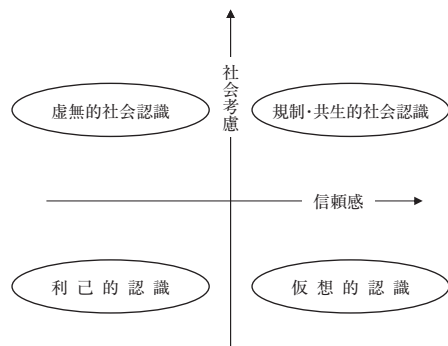 社会考慮
虚無的社会認識
規制・共生的社会認識
信頼感
利己的認識
仮想的認識